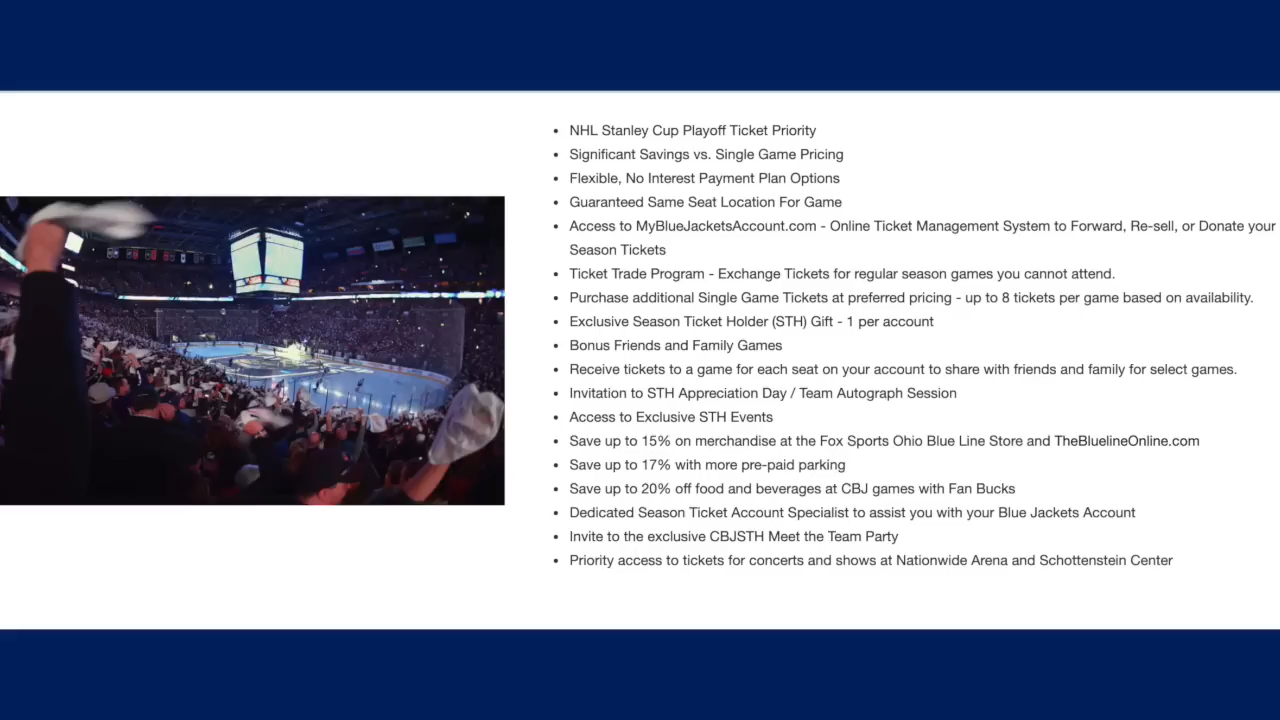 NHL Stanley Cup Playoff Ticket Priority
Significant Savings vs. Single Game Pricing
Flexible, No Interest Payment Plan Options
Guaranteed Same Seat Location For Game
Access to MyBlueJacketsAccount.com - Online Ticket Management System to Forward, Re-sell, or Donate your
Season Tickets
Ticket Trade Program - Exchange Tickets for regular season games you cannot attend.
Purchase additional Single Game Tickets at preferred pricing - up to 8 tickets per game based on availability.
Exclusive Season Ticket Holder (STH) Gift - 1 per account
Bonus Friends and Family Games
Receive tickets to a game for each seat on your account to share with friends and family for select games.
Invitation to STH Appreciation Day / Team Autograph Session
Access to Exclusive STH Events
Save up to 15% on merchandise at the Fox Sports Ohio Blue Line Store and TheBluelineOnline.com
Save up to 17% with more pre-paid parking
Save up to 20% off food and beverages at CBJ games with Fan Bucks
Dedicated Season Ticket Account Specialist to assist you with your Blue Jackets Account
Invite to the exclusive CBJSTH Meet the Team Party
Priority access to tickets for concerts and shows at Nationwide Arena and Schottenstein Center